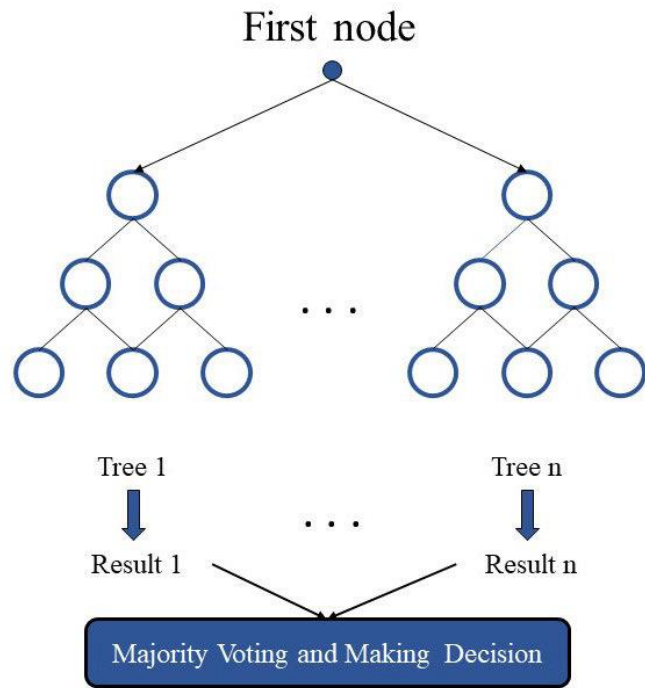 First node
. . .
Tree 1
Tree n
. . .
Result 1
Result n
Majority Voting and Making Decision